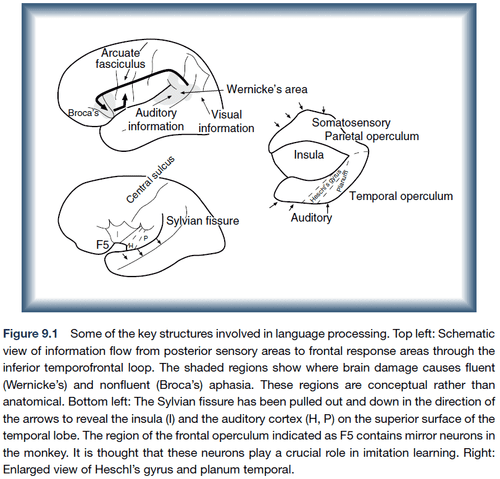 Arcuate
fasciculus
Wernicke's area
Broca's
Auditory
information
Visual
information
Somatosensory
Parietal operculum
Insula
Heschl's gyrus
planum
Temporal operculum
Auditory
Central sulcus
Sylvian fissure
F5
I
P
H
Figure 9.1 Some of the key structures involved in language processing. Top left: Schematic
view of information flow from posterior sensory areas to frontal response areas through the
inferior temporofrontal loop. The shaded regions show where brain damage causes fluent
(Wernicke's) and nonfluent (Broca's) aphasia. These regions are conceptual rather than
anatomical. Bottom left: The Sylvian fissure has been pulled out and down in the direction of
the arrows to reveal the insula (I) and the auditory cortex (H, P) on the superior surface of the
temporal lobe. The region of the frontal operculum indicated as F5 contains mirror neurons in
the monkey. It is thought that these neurons play a crucial role in imitation learning. Right:
Enlarged view of Heschl's gyrus and planum temporal.